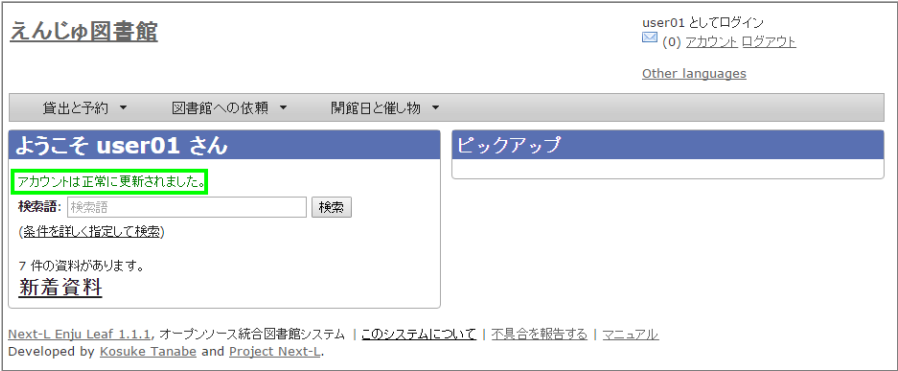 えんじゅ図書館
user01 としてログイン
(0) アカウント ログアウト
Other languages
貸出と予約 ▼ 図書館への依頼 ▼ 開館日と催し物 ▼
ようこそ user01 さん
アカウントは正常に更新されました。
検索語: 検索語 検索
(条件を詳しく指定して検索)
7 件の資料があります。
新着資料
ピックアップ
Next-L Enju Leaf 1.1.1, オープンソース統合図書館システム | このシステムについて | 不具合を報告する | マニュアル
Developed by Kosuke Tanabe and Project Next-L.